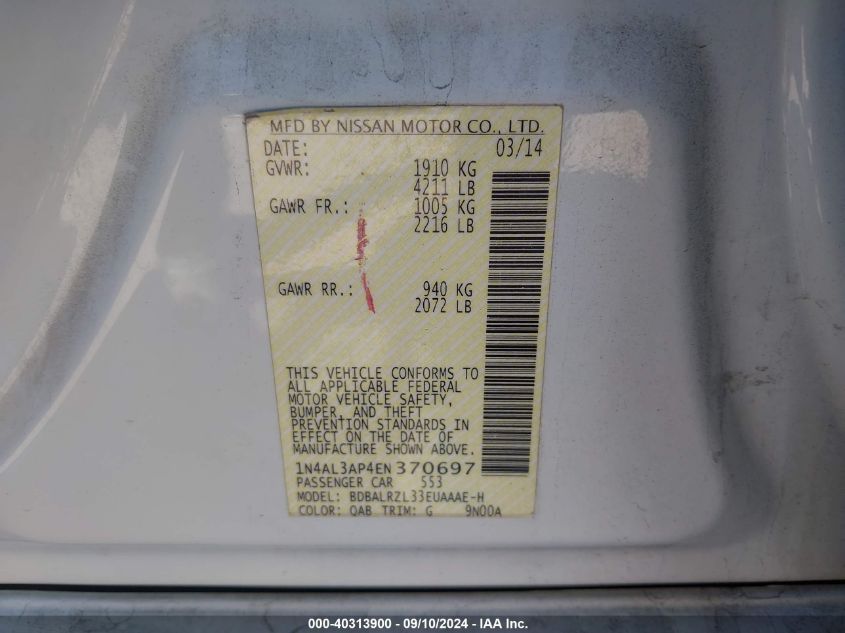 MFD BY NISSAN MOTOR CO., LTD.
DATE: 03/14
GVWR: 1910 KG
4211 LB
GAWR FR.: 1005 KG
2216 LB
GAWR RR.: 940 KG
2072 LB
THIS VEHICLE CONFORMS TO
ALL APPLICABLE FEDERAL
MOTOR VEHICLE SAFETY,
BUMPER, AND THEFT
PREVENTION STANDARDS IN
EFFECT ON THE DATE OF
MANUFACTURE SHOWN ABOVE.
1N4AL3AP4EN370697
PASSENGER CAR 553
MODEL: BDBALRZL33EUAAAE-H
COLOR: QAB TRIM: G 9N00A
000-40313900 - 09/10/2024 - IAA Inc.